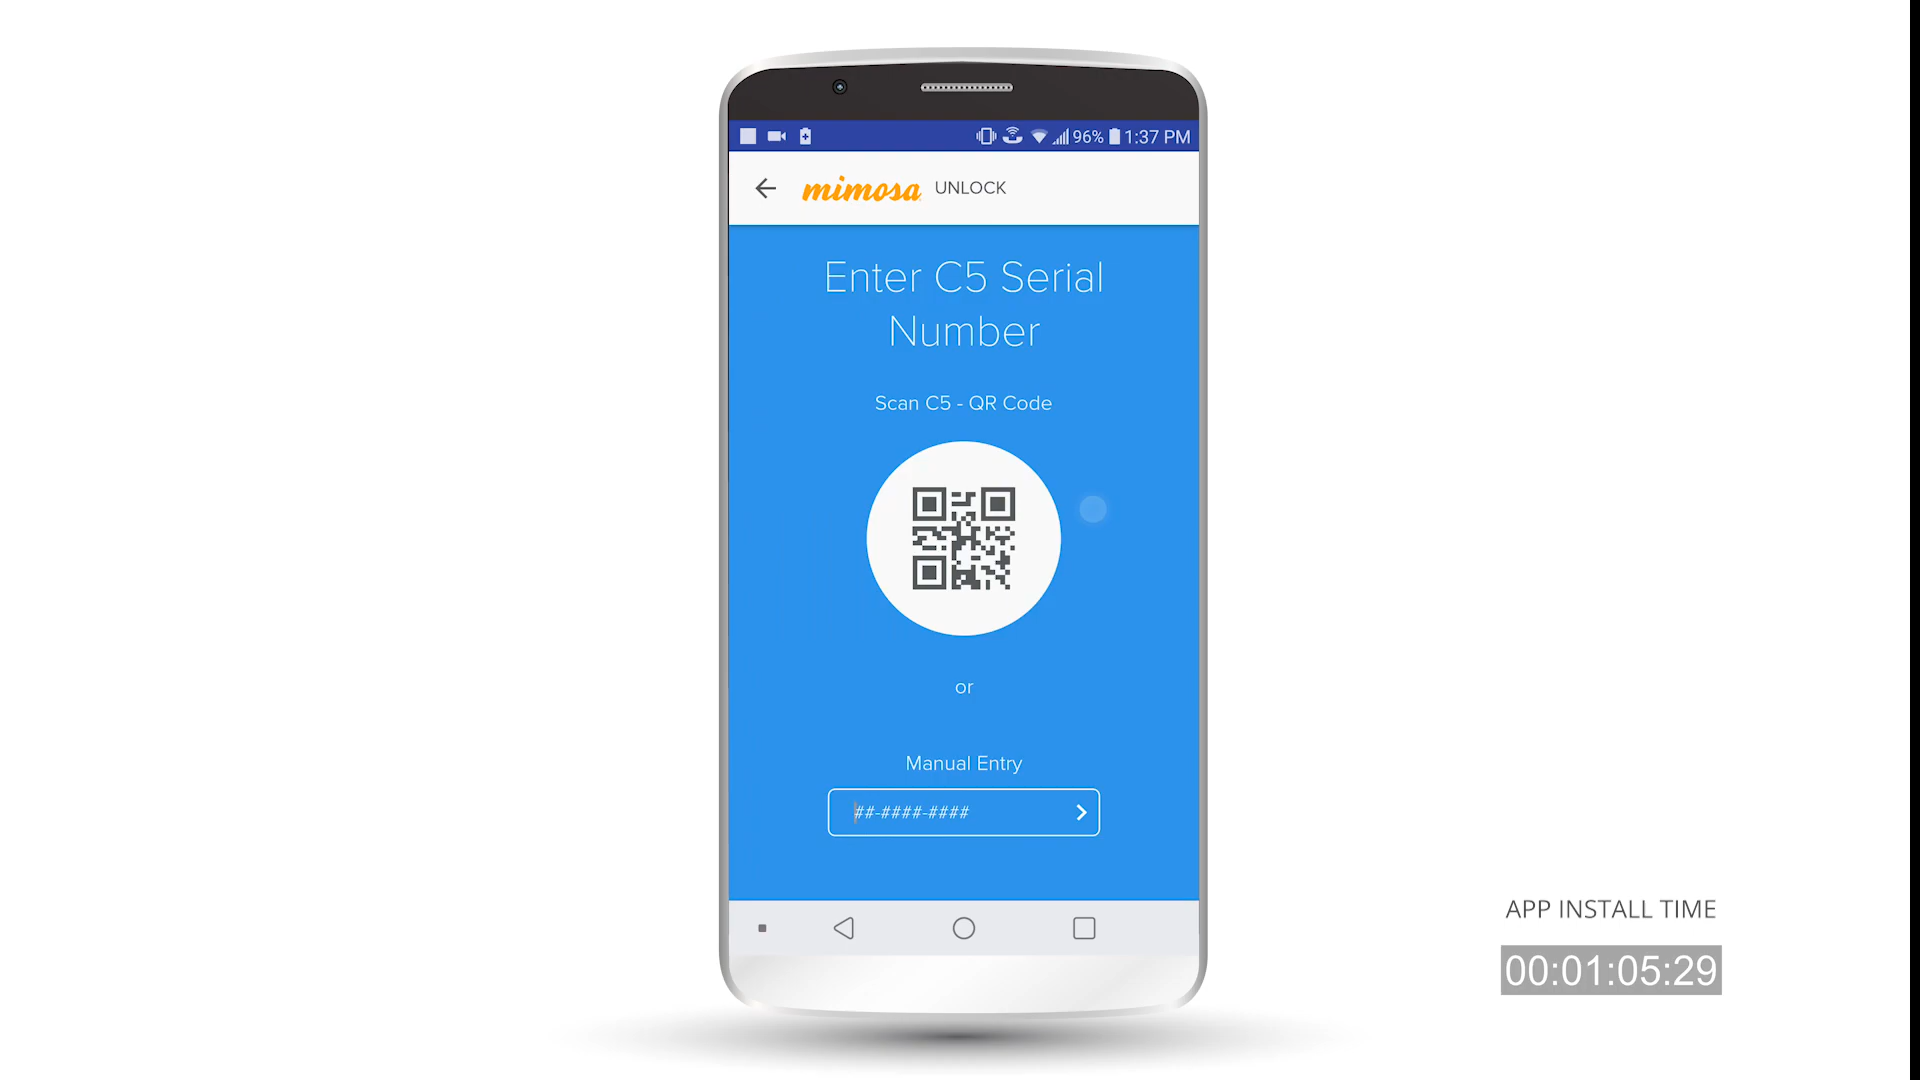 96% 1:37 PM
mimosa UNLOCK
Enter C5 Serial
Number
Scan C5 - QR Code
or
Manual Entry
##-####-####
APP INSTALL TIME
00:01:05:29